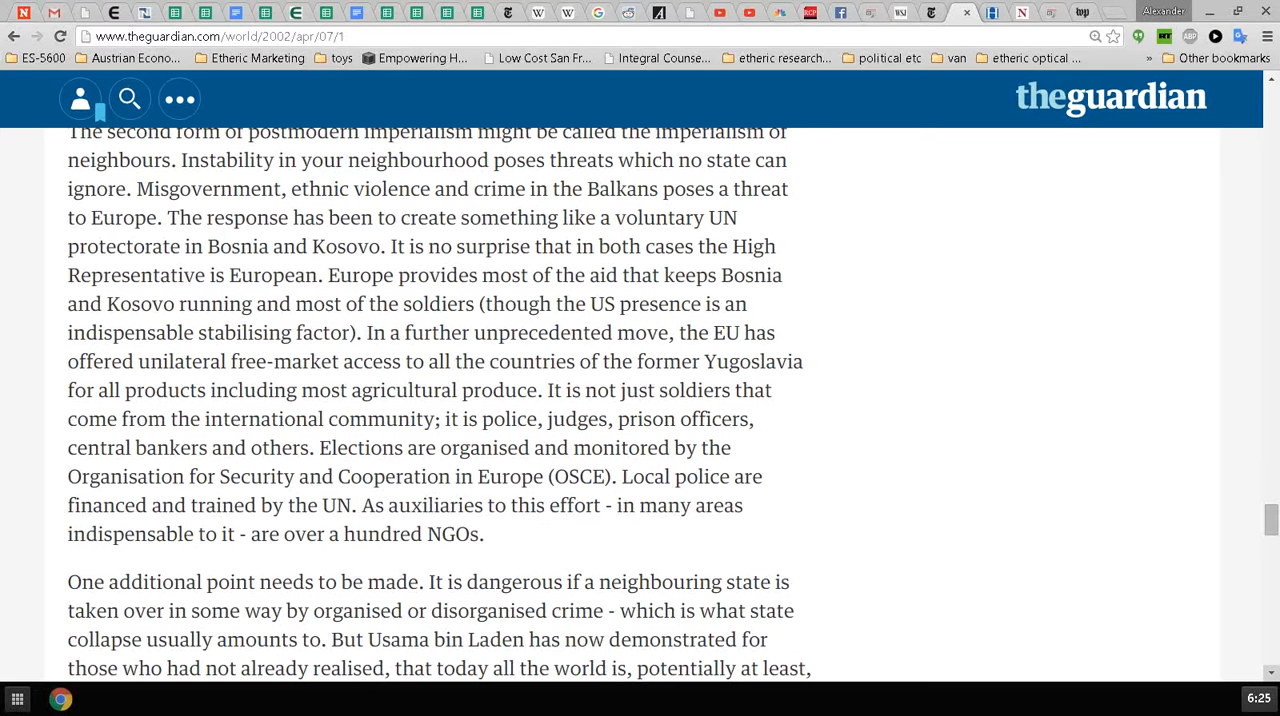 Alexander
www.theguardian.com/world/2002/apr/07/1
ES-5600 Austrian Econo... Etheric Marketing toys Empowering H... Low Cost San Fr... Integral Counse... etheric research... political etc van etheric optical ... » Other bookmarks
theguardian
The second form of postmodern imperialism might be called the imperialism of
neighbours. Instability in your neighbourhood poses threats which no state can
ignore. Misgovernment, ethnic violence and crime in the Balkans poses a threat
to Europe. The response has been to create something like a voluntary UN
protectorate in Bosnia and Kosovo. It is no surprise that in both cases the High
Representative is European. Europe provides most of the aid that keeps Bosnia
and Kosovo running and most of the soldiers (though the US presence is an
indispensable stabilising factor). In a further unprecedented move, the EU has
offered unilateral free-market access to all the countries of the former Yugoslavia
for all products including most agricultural produce. It is not just soldiers that
come from the international community; it is police, judges, prison officers,
central bankers and others. Elections are organised and monitored by the
Organisation for Security and Cooperation in Europe (OSCE). Local police are
financed and trained by the UN. As auxiliaries to this effort - in many areas
indispensable to it - are over a hundred NGOs.
One additional point needs to be made. It is dangerous if a neighbouring state is
taken over in some way by organised or disorganised crime - which is what state
collapse usually amounts to. But Usama bin Laden has now demonstrated for
those who had not already realised, that today all the world is, potentially at least,
6:25